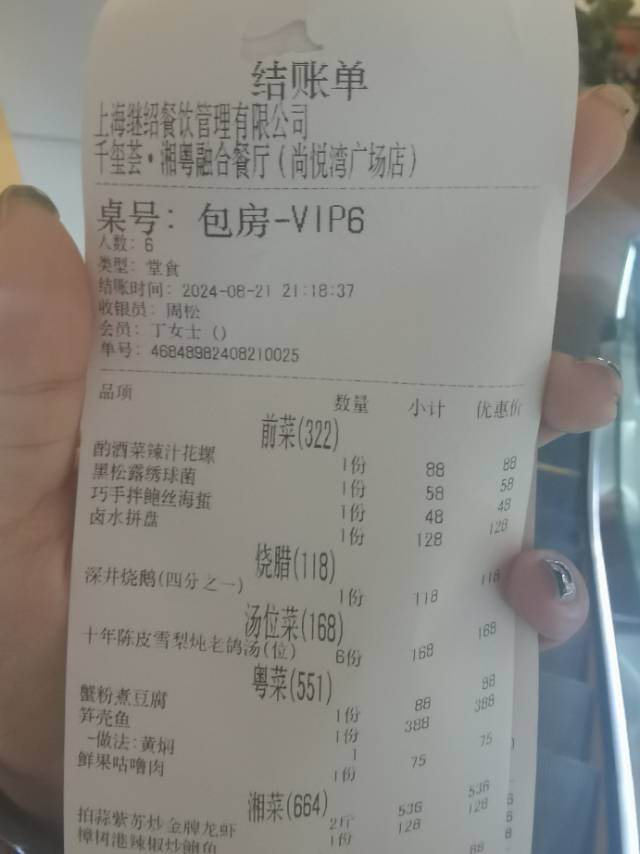 结账单
上海继绍餐饮管理有限公司
千玺荟·湘粤融合餐厅(尚悦湾广场店)
桌号: 包房-VIP6
人数: 6
类型: 堂食
结账时间: 2024-08-21 21:18:37
收银员: 周松
会员: 丁女士 ()
单号: 46848982408210025
品项 数量 小计 优惠价
前菜(322)
酌酒菜辣汁花螺 1份 88 88
黑松露绣球菌 1份 58 58
巧手拌鲍丝海蜇 1份 48 48
卤水拼盘 1份 128 128
烧腊(118)
深井烧鹅(四分之一) 1份 118 118
汤位菜(168)
十年陈皮雪梨炖老鸽汤(位) 6份 168 168
粤菜(551)
蟹粉煮豆腐 1份 88 88
笋壳鱼 1份 388 388
-做法:黄焖 1
鲜果咕噜肉 1份 75 75
湘菜(664)
拍蒜紫苏炒金牌龙虾 2斤 536 536
樟树港辣椒炒鲍鱼 1份 128 128